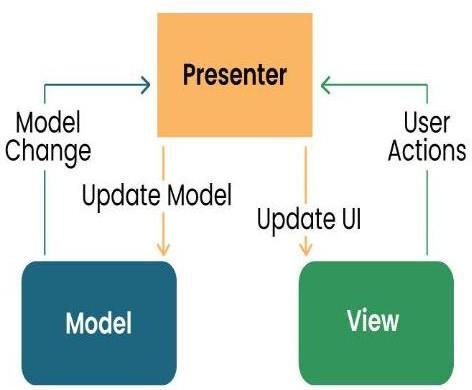 Presenter
Model
Change
User
Actions
Update Model
Update UI
Model
View